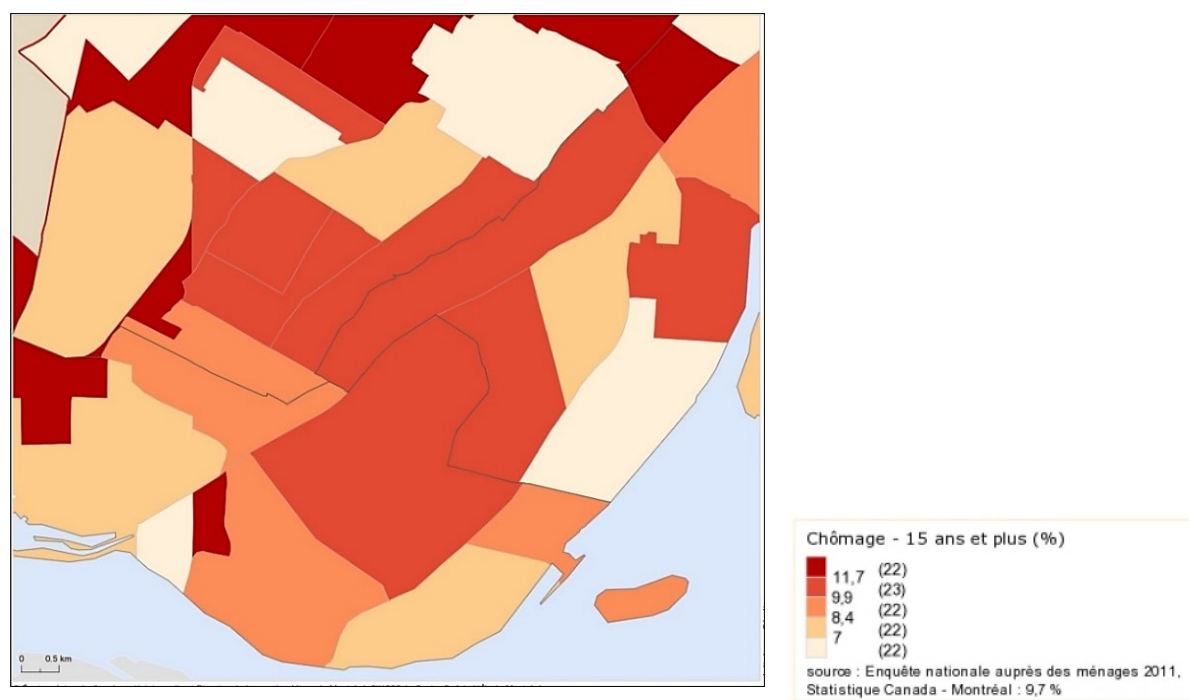 0 0.5 km
Chômage - 15 ans et plus (%)
(22)
11,7
(23)
9,9
(22)
8,4
(22)
7
(22)
source : Enquête nationale auprès des ménages 2011,
Statistique Canada - Montréal : 9,7 %